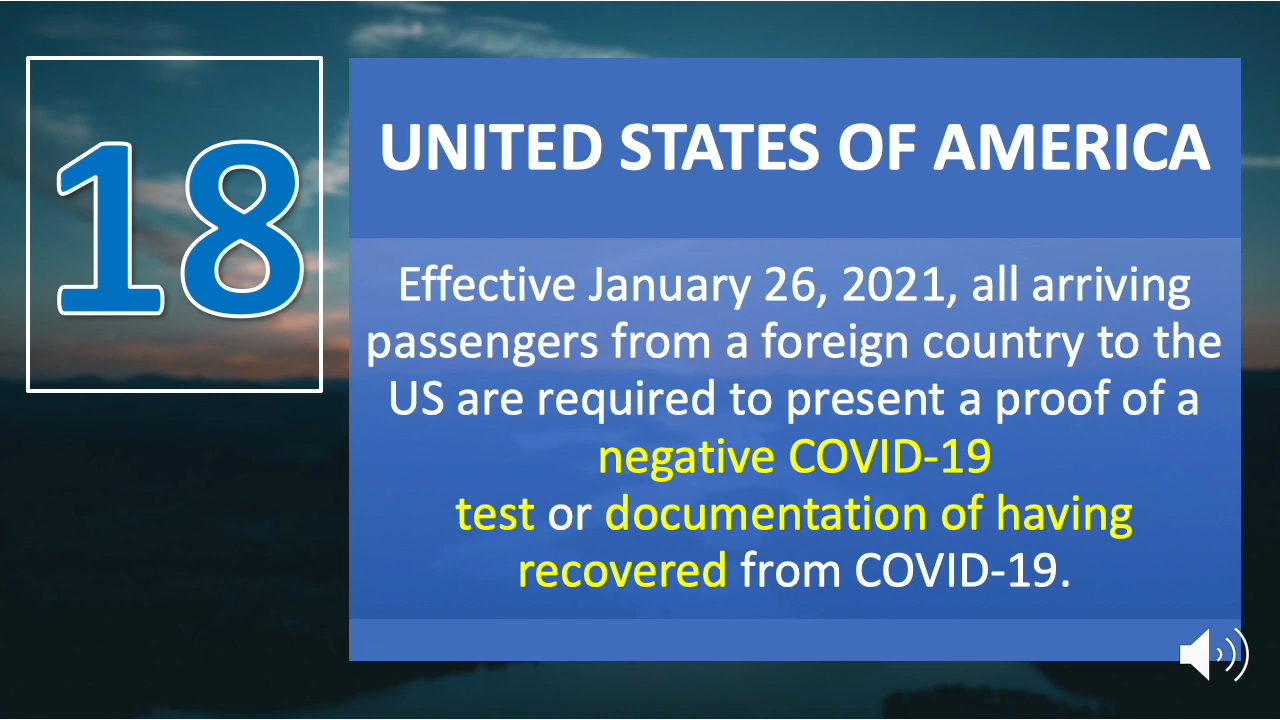 18
UNITED STATES OF AMERICA
Effective January 26, 2021, all arriving
passengers from a foreign country to the
US are required to present a proof of a
negative COVID-19
test or documentation of having
recovered from COVID-19.